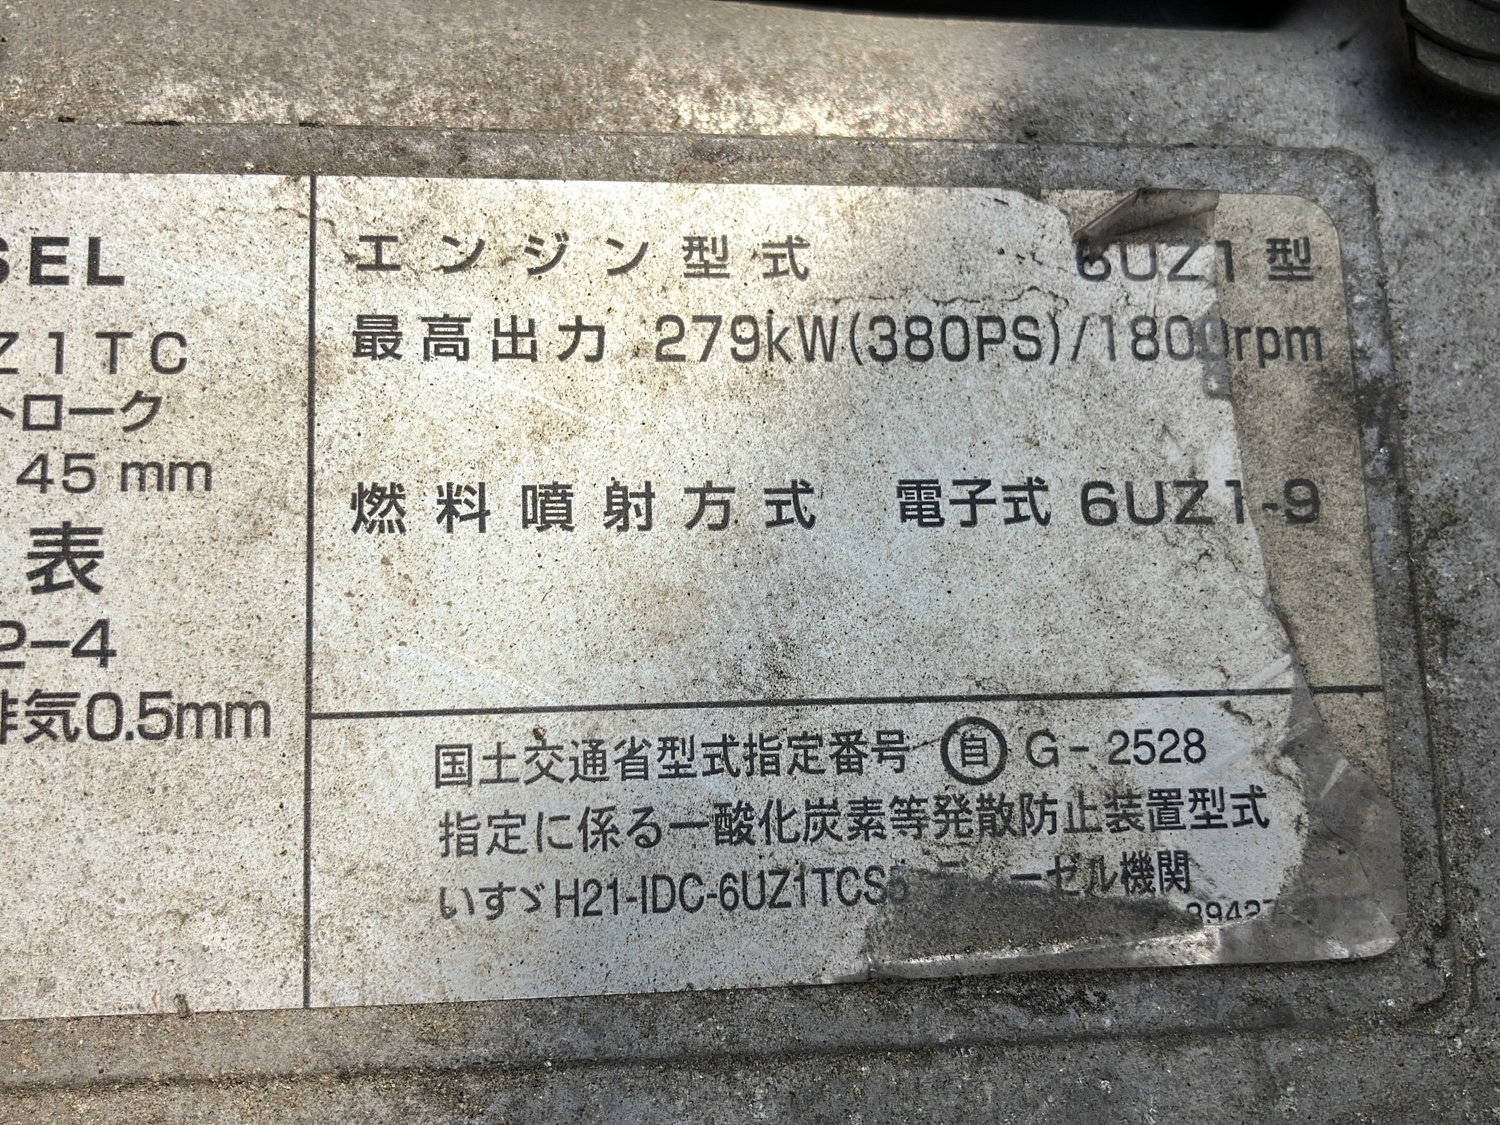 SEL
Z1TC
トローク
45 mm
表
2-4
排気0.5mm
エンジン型式 6UZ1型
最高出力 279kW(380PS)/1800rpm
燃料噴射方式 電子式 6UZ1-9
国土交通省型式指定番号 自 G-2528
指定に係る一酸化炭素等発散防止装置型式
いすゞH21-IDC-6UZ1TCS5 ディーゼル機関